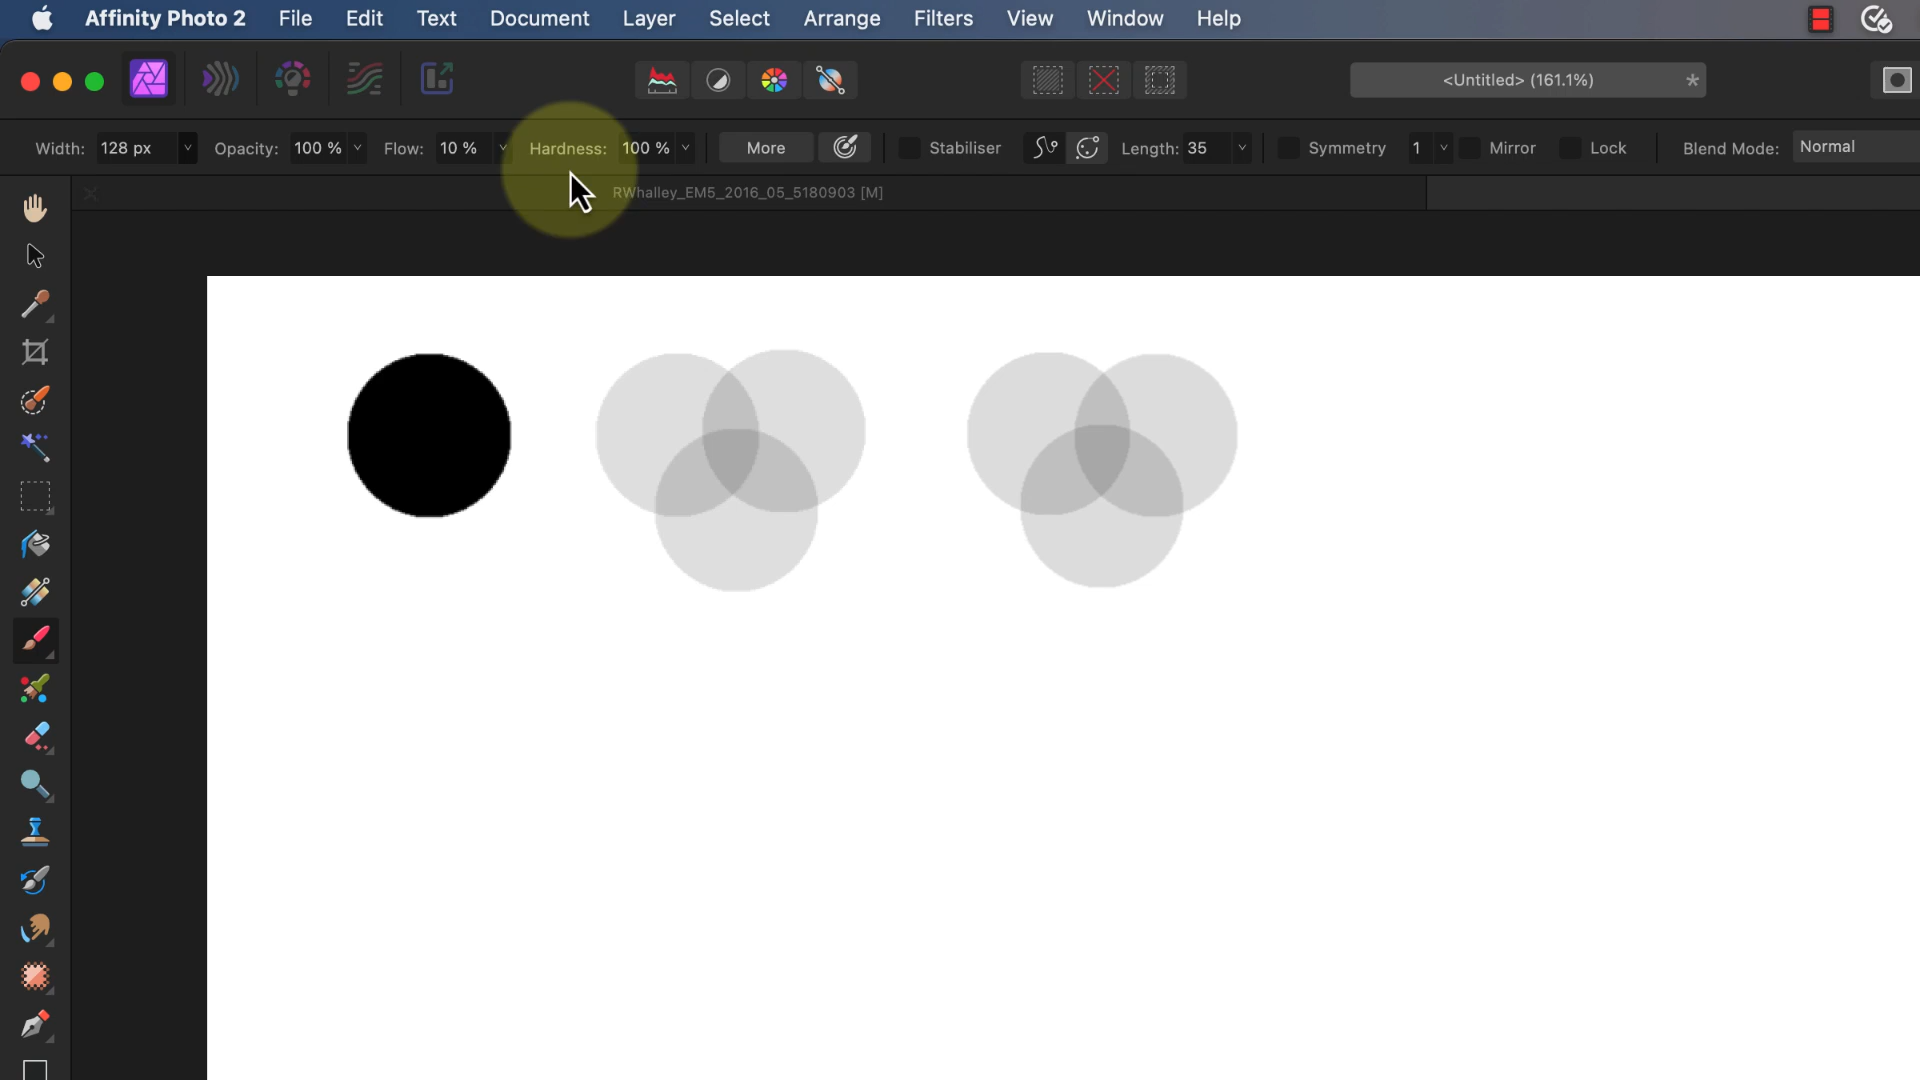 Affinity Photo 2 File Edit Text Document Layer Select Arrange Filters View Window Help
<Untitled> (161.1%) *
Width: 128 px Opacity: 100 % Flow: 10 % Hardness: 100 % More Stabiliser Length: 35 Symmetry 1 Mirror Lock Blend Mode: Normal
RWhalley_EM5_2016_05_5180903 [M]